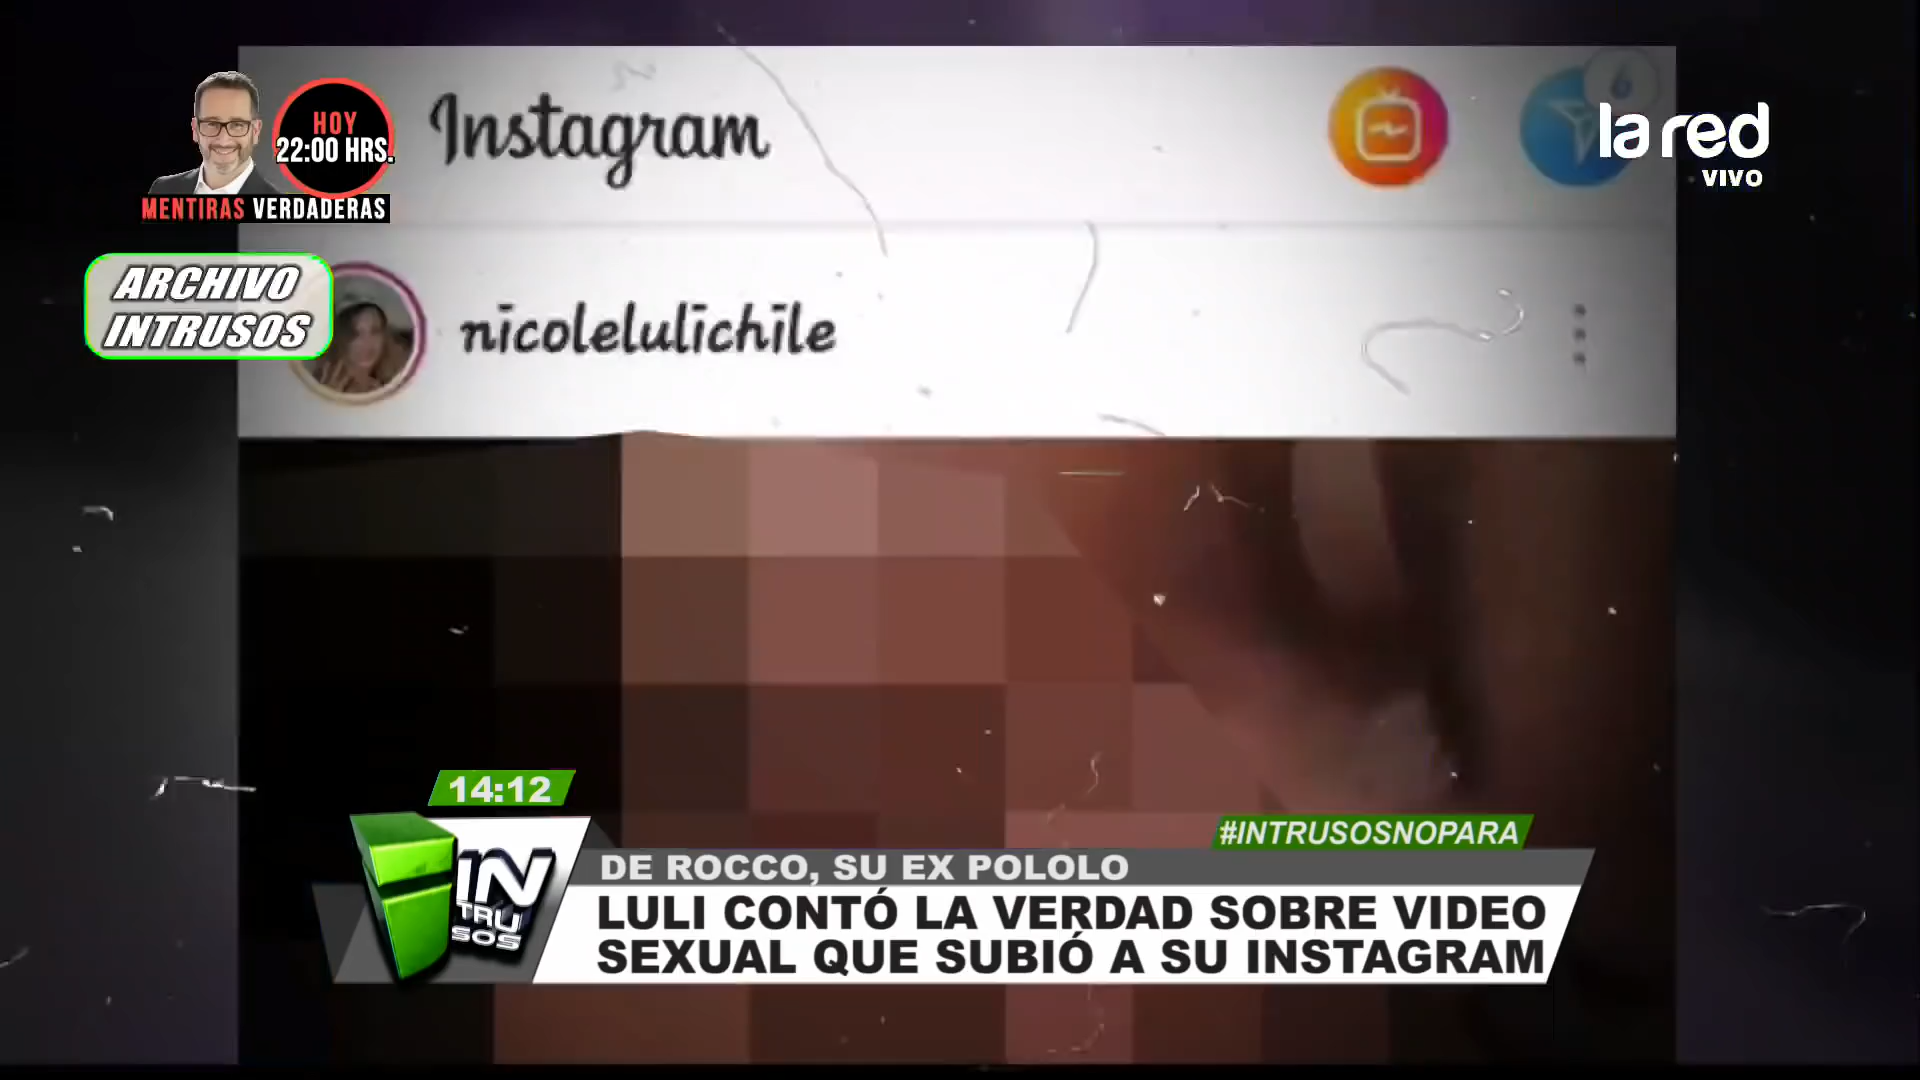 HOY
22:00 HRS.
MENTIRAS VERDADERAS
Instagram
6
la red
VIVO
ARCHIVO
INTRUSOS
nicolelulichile
14:12
#INTRUSOSNOPARA
IN
TRU
SOS
DE ROCCO, SU EX POLOLO
LULI CONTÓ LA VERDAD SOBRE VIDEO
SEXUAL QUE SUBIÓ A SU INSTAGRAM